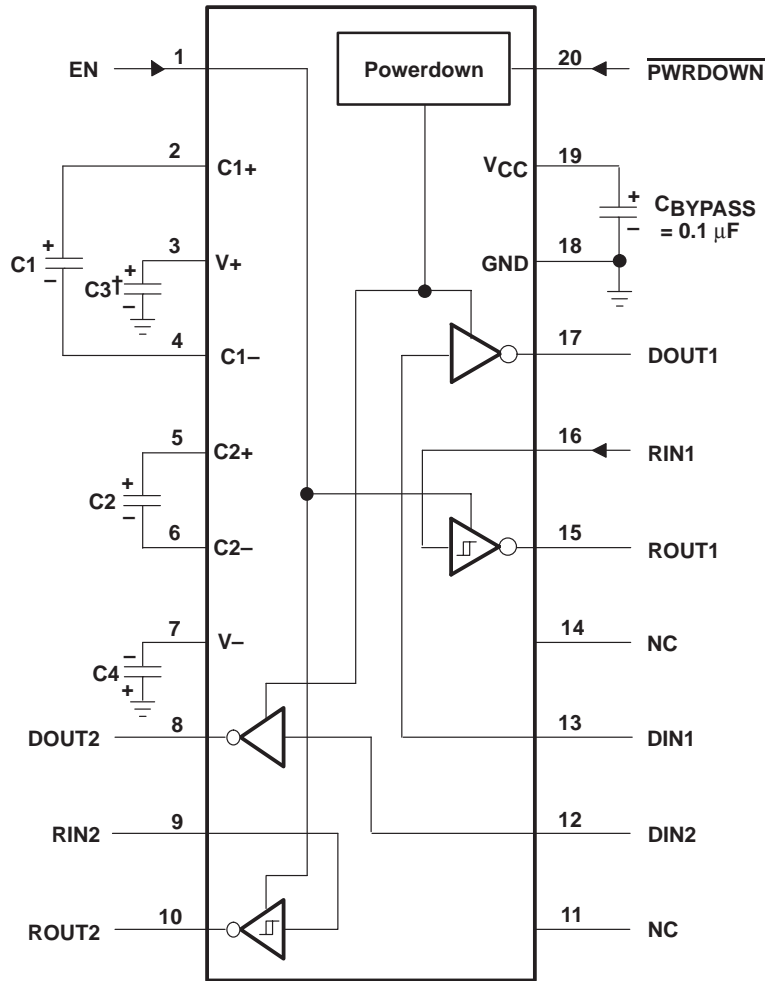 EN
1
Powerdown
20
PWRDOWN
2
C1+
VCC
19
+
–
CBYPASS
= 0.1 μF
C1
+
–
3
V+
+
–
C3†
GND
18
4
C1–
17
DOUT1
5
C2+
16
RIN1
C2
+
–
6
C2–
15
ROUT1
7
V–
14
NC
–
+
C4
DOUT2
8
13
DIN1
RIN2
9
12
DIN2
ROUT2
10
11
NC